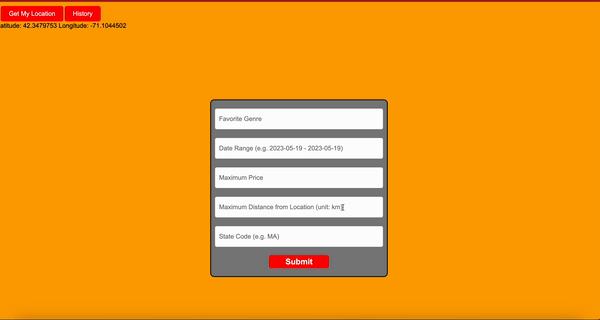 Get My Location History
atitude: 42.3479753 Longitude: -71.1044502
Favorite Genre
Date Range (e.g. 2023-05-19 - 2023-05-19)
Maximum Price
Maximum Distance from Location (unit: km)
State Code (e.g. MA)
Submit